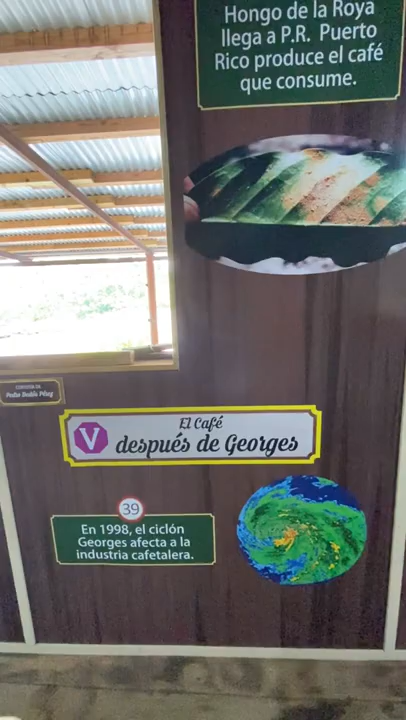 Hongo de la Roya
llega a P.R. Puerto
Rico produce el café
que consume.
V
El Café
después de Georges
39
En 1998, el ciclón
Georges afecta a la
industria cafetalera.